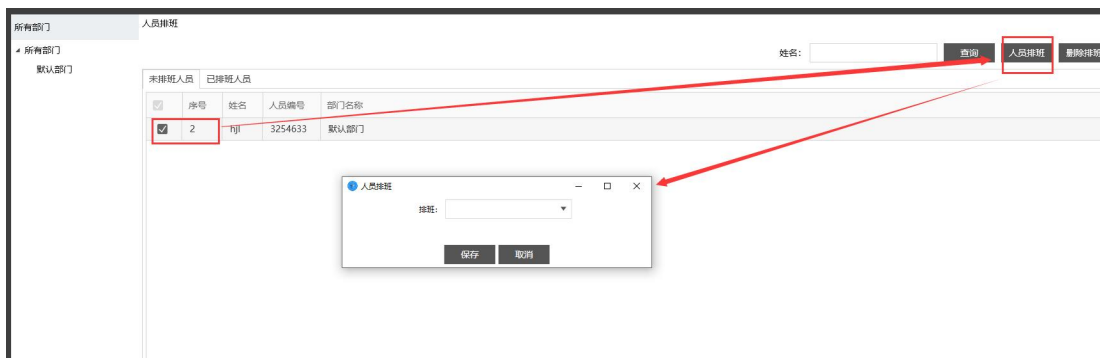 所有部门
人员排班
所有部门
默认部门
姓名:
查询
人员排班
删除排班
未排班人员 已排班人员
序号 姓名 人员编号 部门名称
2 hjl 3254633 默认部门
人员排班
排班:
保存 取消